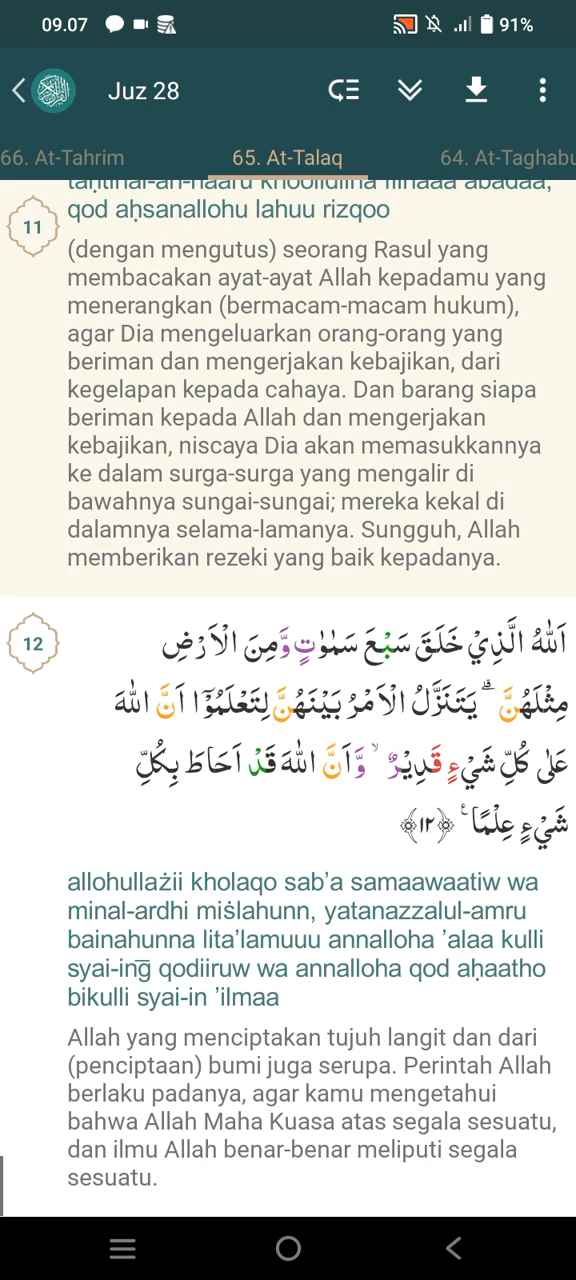 09.07
91%
Juz 28
66. At-Tahrim
65. At-Talaq
64. At-Taghabu
qod aḥsanallohu lahuu rizqoo
11
(dengan mengutus) seorang Rasul yang
membacakan ayat-ayat Allah kepadamu yang
menerangkan (bermacam-macam hukum),
agar Dia mengeluarkan orang-orang yang
beriman dan mengerjakan kebajikan, dari
kegelapan kepada cahaya. Dan barang siapa
beriman kepada Allah dan mengerjakan
kebajikan, niscaya Dia akan memasukkannya
ke dalam surga-surga yang mengalir di
bawahnya sungai-sungai; mereka kekal di
dalamnya selama-lamanya. Sungguh, Allah
memberikan rezeki yang baik kepadanya.
12
اَللّٰهُ الَّذِيْ خَلَقَ سَبْعَ سَمٰوٰتٍ وَّمِنَ الْاَرْضِ
مِثْلَهُنَّ ۗ يَتَنَزَّلُ الْاَمْرُ بَيْنَهُنَّ لِتَعْلَمُوْٓا اَنَّ اللّٰهَ
عَلٰى كُلِّ شَيْءٍ قَدِيْرٌ ۙ وَّاَنَّ اللّٰهَ قَدْ اَحَاطَ بِكُلِّ
شَيْءٍ عِلْمًا ࣖ ﴿١٢﴾
allohullażii kholaqo sab’a samaawaatiw wa
minal-ardhi miṡlahunn, yatanazzalul-amru
bainahunna lita’lamuuu annalloha ’alaa kulli
syai-ing̅ qodiiruw wa annalloha qod aḥaatho
bikulli syai-in ’ilmaa
Allah yang menciptakan tujuh langit dan dari
(penciptaan) bumi juga serupa. Perintah Allah
berlaku padanya, agar kamu mengetahui
bahwa Allah Maha Kuasa atas segala sesuatu,
dan ilmu Allah benar-benar meliputi segala
sesuatu.